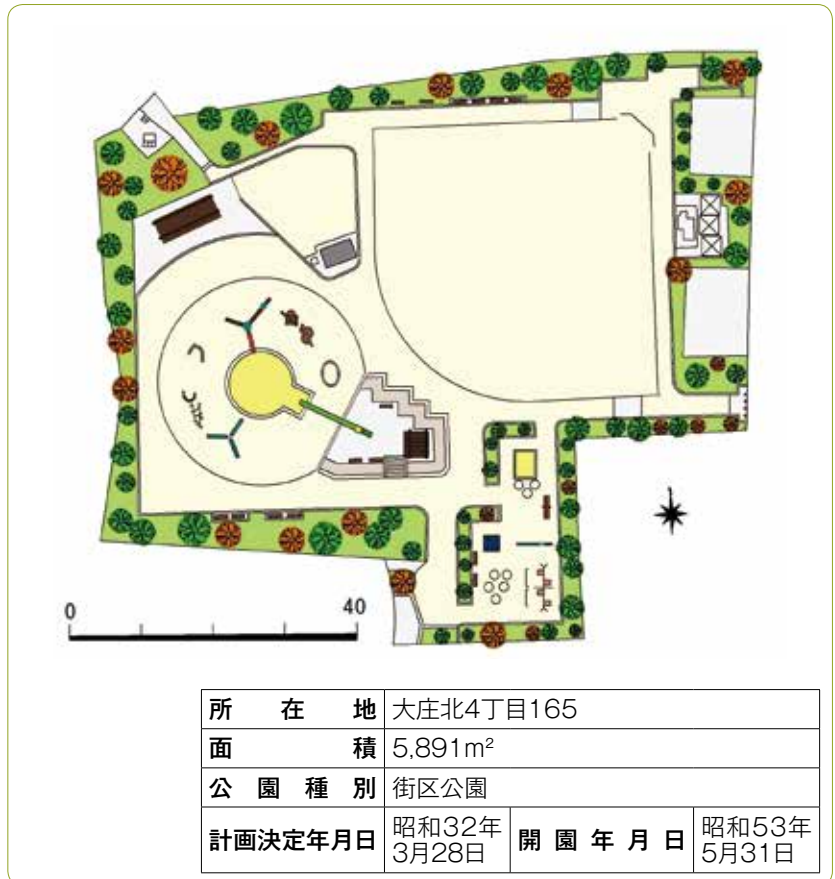 0 40
所在地 大庄北4丁目165
面積 5,891m²
公園種別 街区公園
計画決定年月日 昭和32年3月28日 開園年月日 昭和53年5月31日